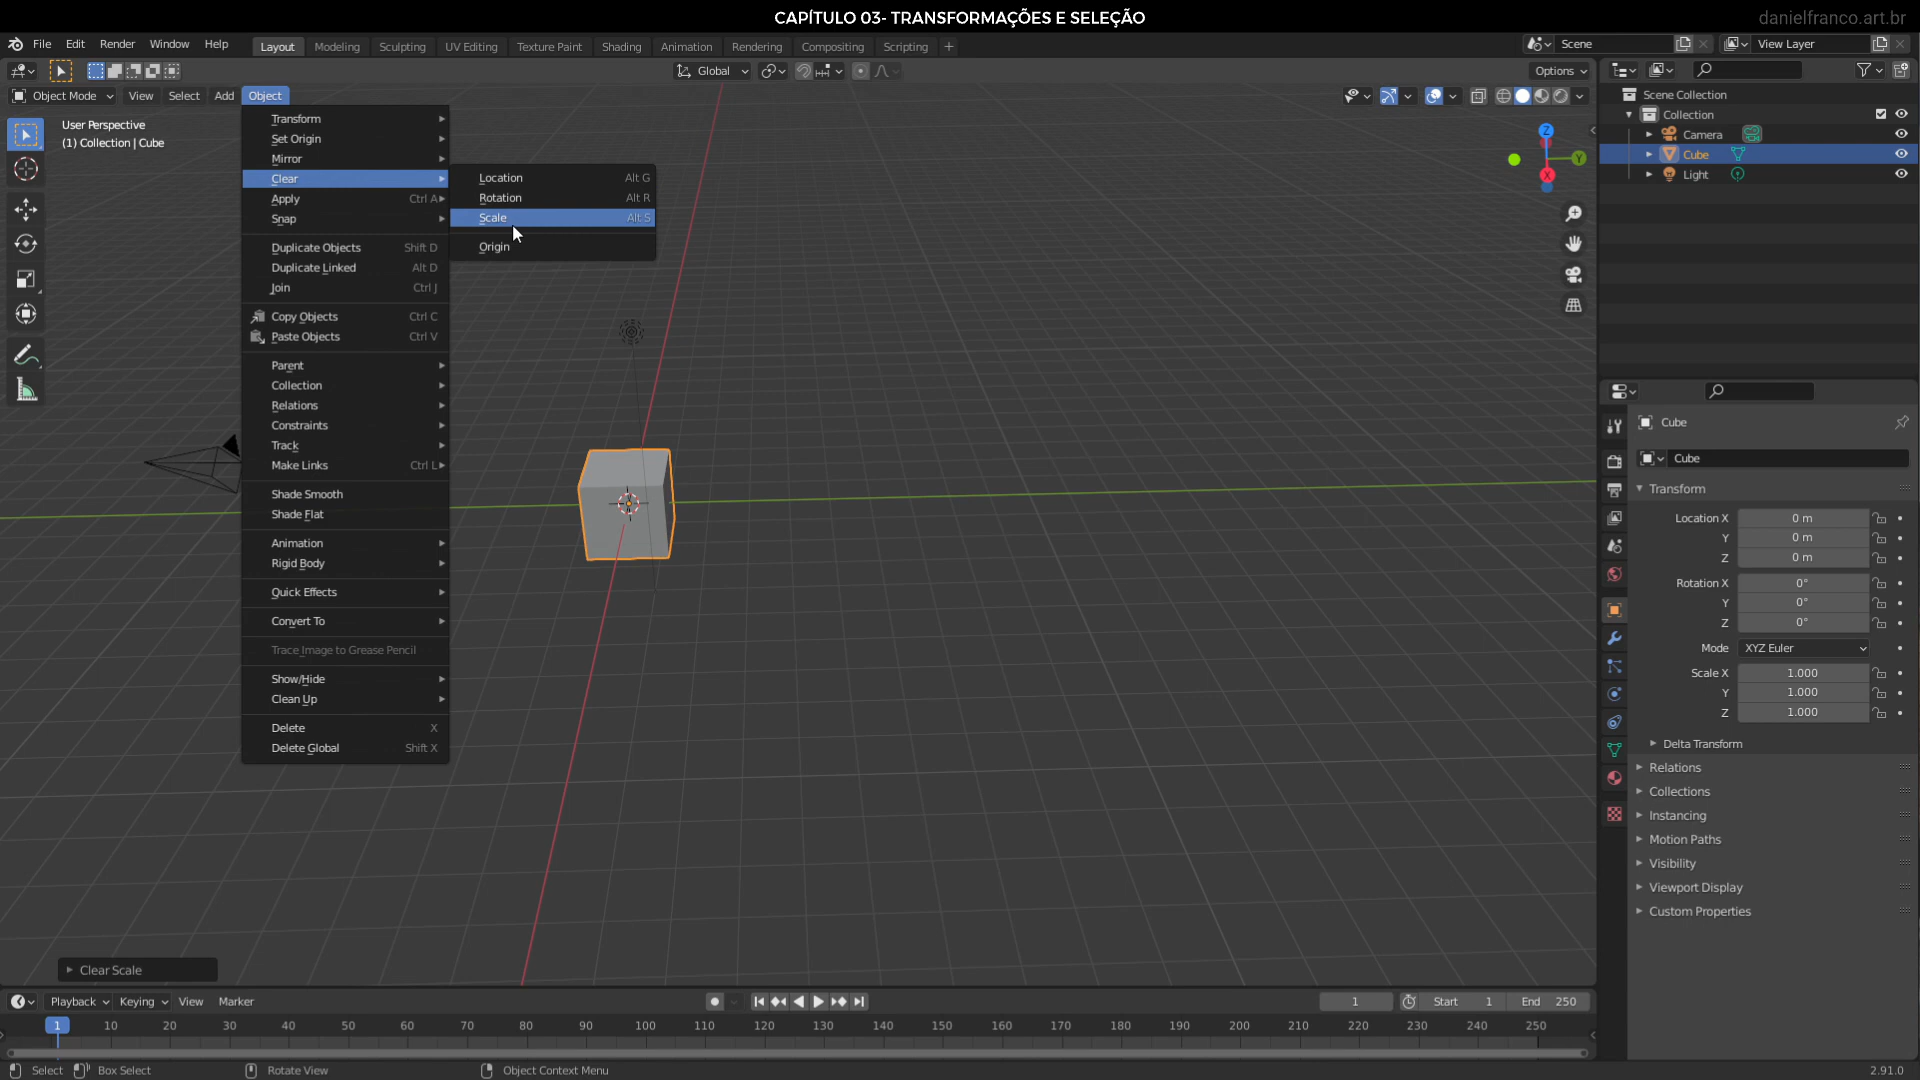 CAPÍTULO 03- TRANSFORMAÇÕES E SELEÇÃO
danielfranco.art.br
File Edit Render Window Help Layout Modeling Sculpting UV Editing Texture Paint Shading Animation Rendering Compositing Scripting + Scene View Layer
Global Options
Object Mode View Select Add Object
User Perspective
(1) Collection | Cube
Transform
Set Origin
Mirror
Clear
Apply Ctrl A
Snap
Duplicate Objects Shift D
Duplicate Linked Alt D
Join Ctrl J
Copy Objects Ctrl C
Paste Objects Ctrl V
Parent
Collection
Relations
Constraints
Track
Make Links Ctrl L
Shade Smooth
Shade Flat
Animation
Rigid Body
Quick Effects
Convert To
Trace Image to Grease Pencil
Show/Hide
Clean Up
Delete X
Delete Global Shift X
Location Alt G
Rotation Alt R
Scale Alt S
Origin
Z
Y
X
Scene Collection
Collection
Camera
Cube
Light
Cube
Cube
Transform
Location X 0 m
Y 0 m
Z 0 m
Rotation X 0°
Y 0°
Z 0°
Mode XYZ Euler
Scale X 1.000
Y 1.000
Z 1.000
Delta Transform
Relations
Collections
Instancing
Motion Paths
Visibility
Viewport Display
Custom Properties
Clear Scale
Playback Keying View Marker 1 Start 1 End 250
1 10 20 30 40 50 60 70 80 90 100 110 120 130 140 150 160 170 180 190 200 210 220 230 240 250
Select Box Select Rotate View Object Context Menu 2.91.0